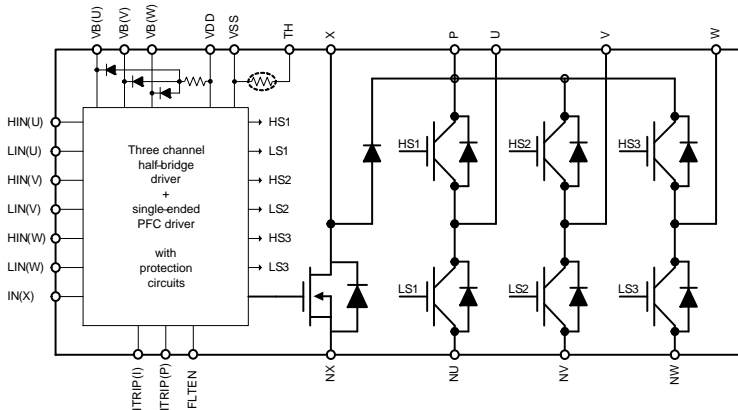 VB(U)
VB(V)
VB(W)
VDD
VSS
TH
X
P
U
V
W
HIN(U)
LIN(U)
HIN(V)
LIN(V)
HIN(W)
LIN(W)
IN(X)
Three channel
half-bridge
driver
+
single-ended
PFC driver
with
protection
circuits
HS1
LS1
HS2
LS2
HS3
LS3
HS1
HS2
HS3
LS1
LS2
LS3
ITRIP(I)
ITRIP(P)
FLTEN
NX
NU
NV
NW